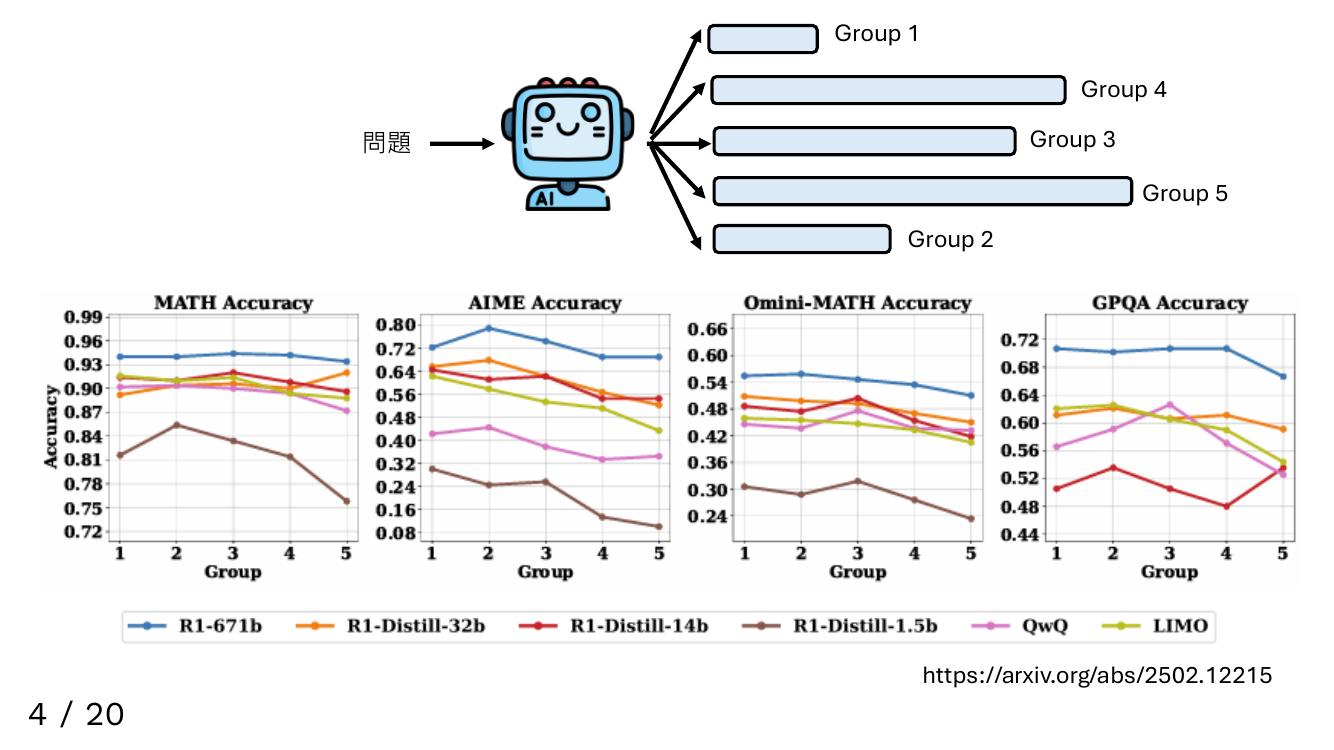 Group 1
Group 4
問題
Group 3
AI
Group 5
Group 2
MATH Accuracy
AIME Accuracy
Omini-MATH Accuracy
GPQA Accuracy
Accuracy
0.99
0.96
0.93
0.90
0.87
0.84
0.81
0.78
0.75
0.72
1 2 3 4 5
Group
0.80
0.72
0.64
0.56
0.48
0.40
0.32
0.24
0.16
0.08
1 2 3 4 5
Group
0.66
0.60
0.54
0.48
0.42
0.36
0.30
0.24
1 2 3 4 5
Group
0.72
0.68
0.64
0.60
0.56
0.52
0.48
0.44
1 2 3 4 5
Group
R1-671b R1-Distill-32b R1-Distill-14b R1-Distill-1.5b QwQ LIMO
https://arxiv.org/abs/2502.12215
4 / 20